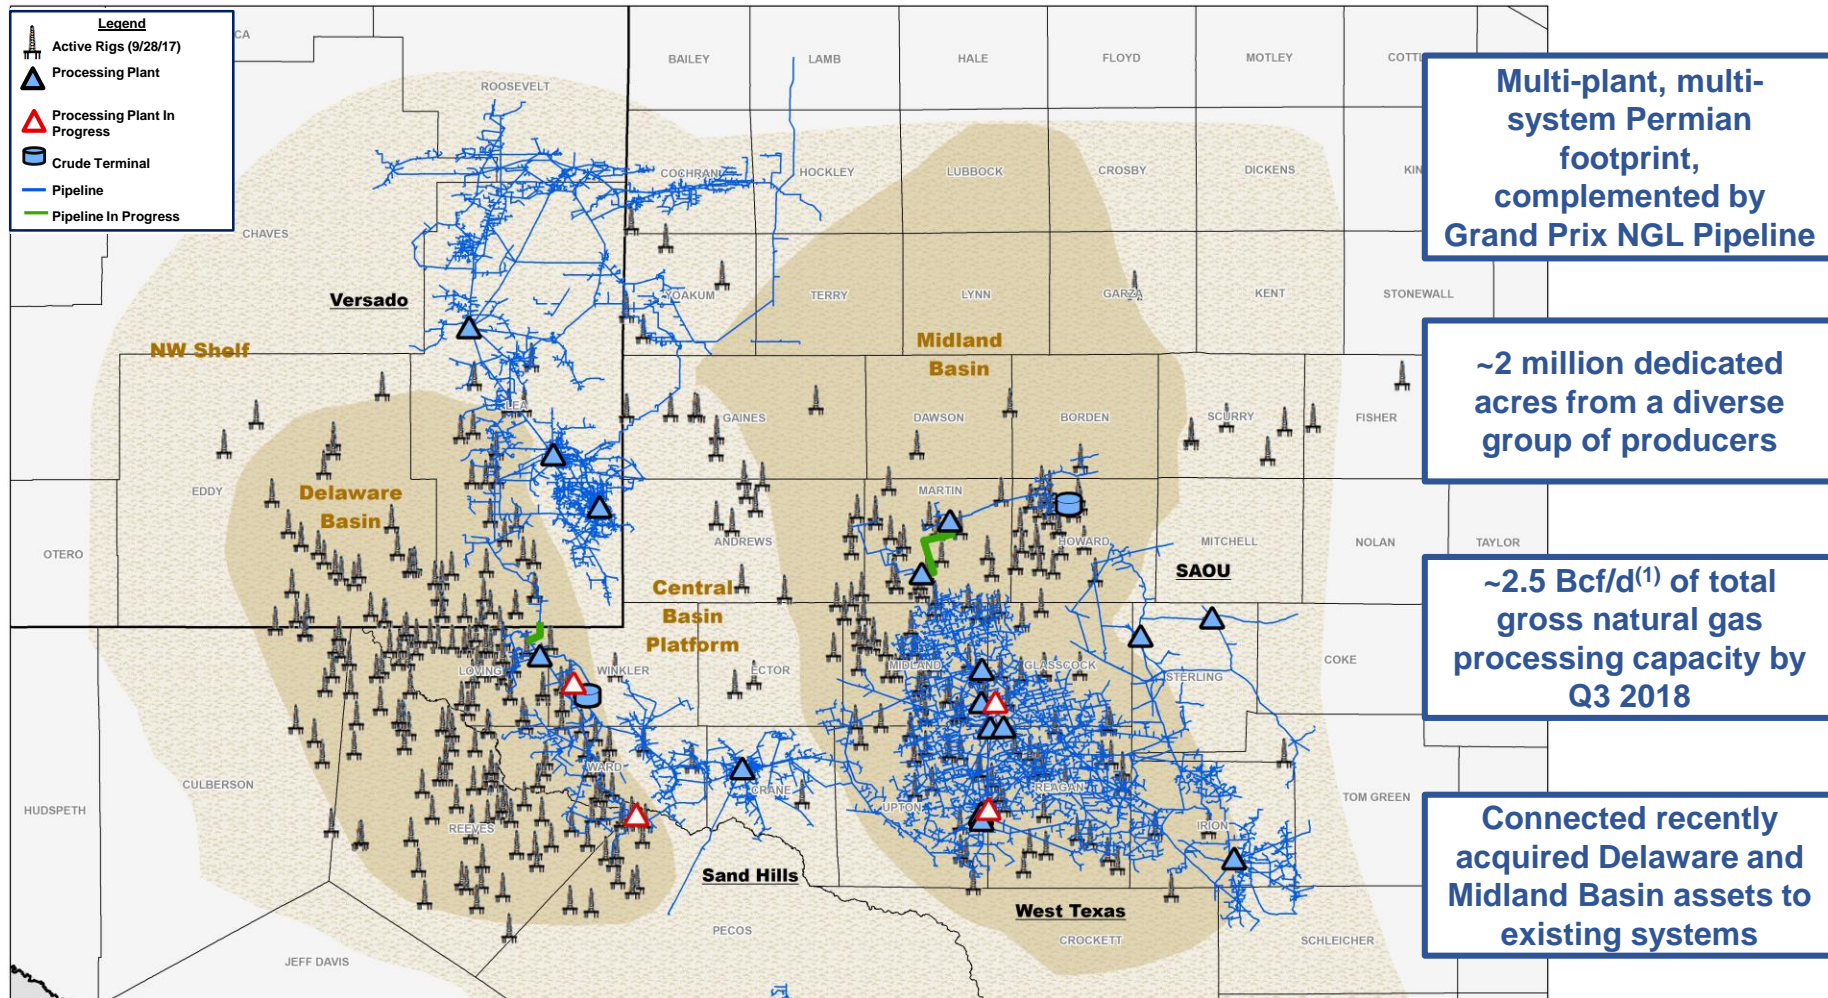 Legend
Active Rigs (9/28/17)
Processing Plant
Processing Plant In
Progress
Crude Terminal
Pipeline
Pipeline In Progress
CA
ROOSEVELT
BAILEY
LAMB
HALE
FLOYD
MOTLEY
COTTL
CHAVES
COCHRAN
HOCKLEY
LUBBOCK
CROSBY
DICKENS
KIN
Versado
YOAKUM
TERRY
LYNN
GARZA
KENT
STONEWALL
NW Shelf
Midland
Basin
LEA
GAINES
DAWSON
BORDEN
SCURRY
FISHER
EDDY
Delaware
Basin
MARTIN
OTERO
ANDREWS
HOWARD
MITCHELL
NOLAN
TAYLOR
SAOU
Central
Basin
Platform
LOVING
WINKLER
ECTOR
MIDLAND
GLASSCOCK
STERLING
COKE
CULBERSON
WARD
CRANE
UPTON
REAGAN
HUDSPETH
REEVES
IRION
TOM GREEN
Sand Hills
West Texas
PECOS
CROCKETT
SCHLEICHER
JEFF DAVIS
Multi-plant, multi-
system Permian
footprint,
complemented by
Grand Prix NGL Pipeline
~2 million dedicated
acres from a diverse
group of producers
~2.5 Bcf/d(1) of total
gross natural gas
processing capacity by
Q3 2018
Connected recently
acquired Delaware and
Midland Basin assets to
existing systems